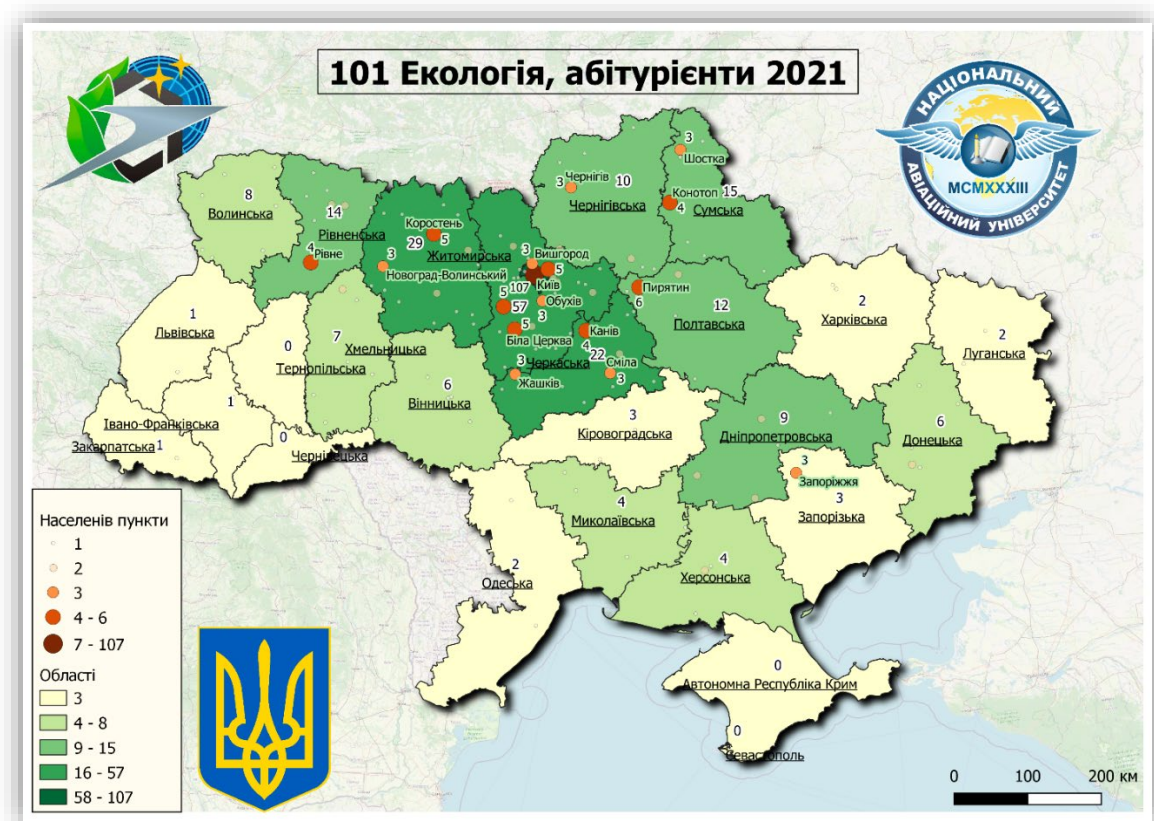 101 Екологія, абітурієнти 2021
НАЦІОНАЛЬНИЙ
АВІАЦІЙНИЙ УНІВЕРСИТЕТ
MCMXXXIII
3
Шостка
3
Чернігів
10
Чернігівська
Конотоп
15
4
Сумська
8
Волинська
14
Рівненська
4
Рівне
Коростень
29
5
Житомирська
3
Новоград-Волинський
3
Вишгород
5
107
Київ
5
57
Обухів
3
5
Біла Церква
Пирятин
6
12
Полтавська
2
Харківська
2
Луганська
1
Львівська
0
Тернопільська
7
Хмельницька
6
Вінницька
Канів
4
22
Черкаська
Сміла
3
3
Жашків
1
Івано-Франківська
Закарпатська
1
0
Чернівецька
3
Кіровоградська
9
Дніпропетровська
6
Донецька
3
Запоріжжя
3
Запорізька
4
Миколаївська
4
Херсонська
2
Одеська
0
Автономна Республіка Крим
0
Севастополь
Населенів пункти
1
2
3
4 - 6
7 - 107
Області
3
4 - 8
9 - 15
16 - 57
58 - 107
0 100 200 км